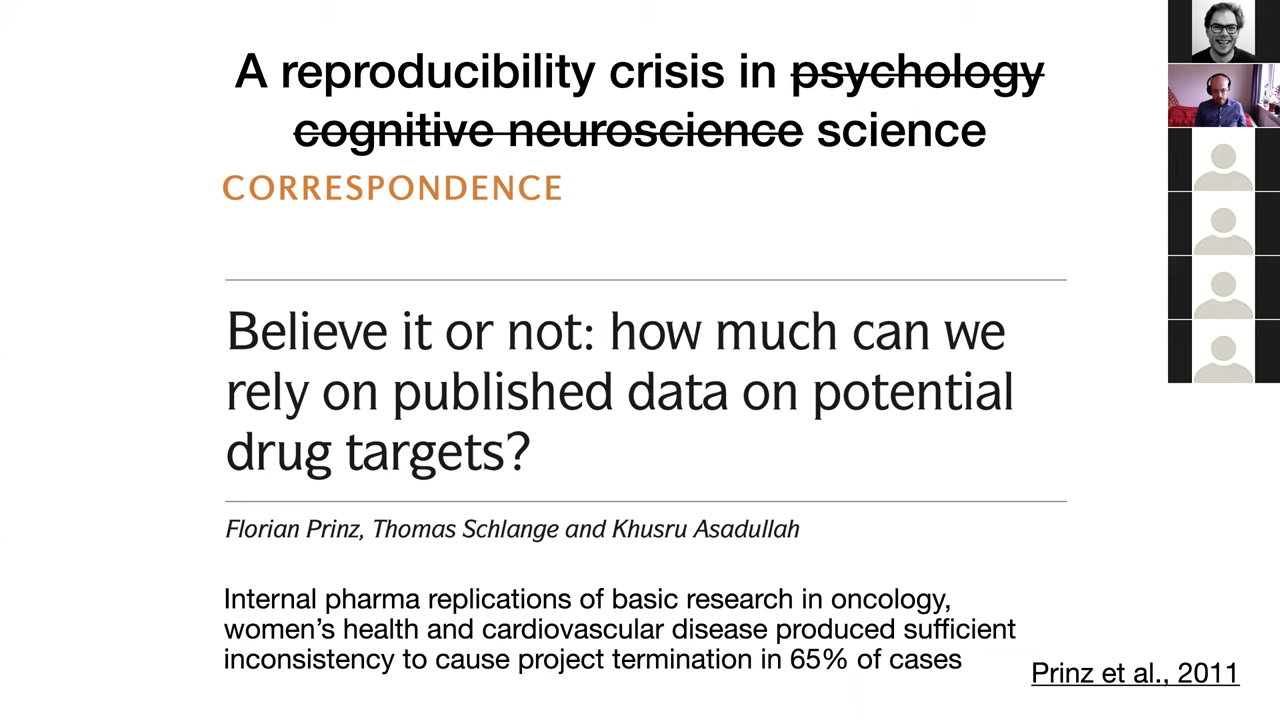 A reproducibility crisis in psychology
cognitive neuroscience science
CORRESPONDENCE
Believe it or not: how much can we
rely on published data on potential
drug targets?
Florian Prinz, Thomas Schlange and Khusru Asadullah
Internal pharma replications of basic research in oncology,
women’s health and cardiovascular disease produced sufficient
inconsistency to cause project termination in 65% of cases
Prinz et al., 2011